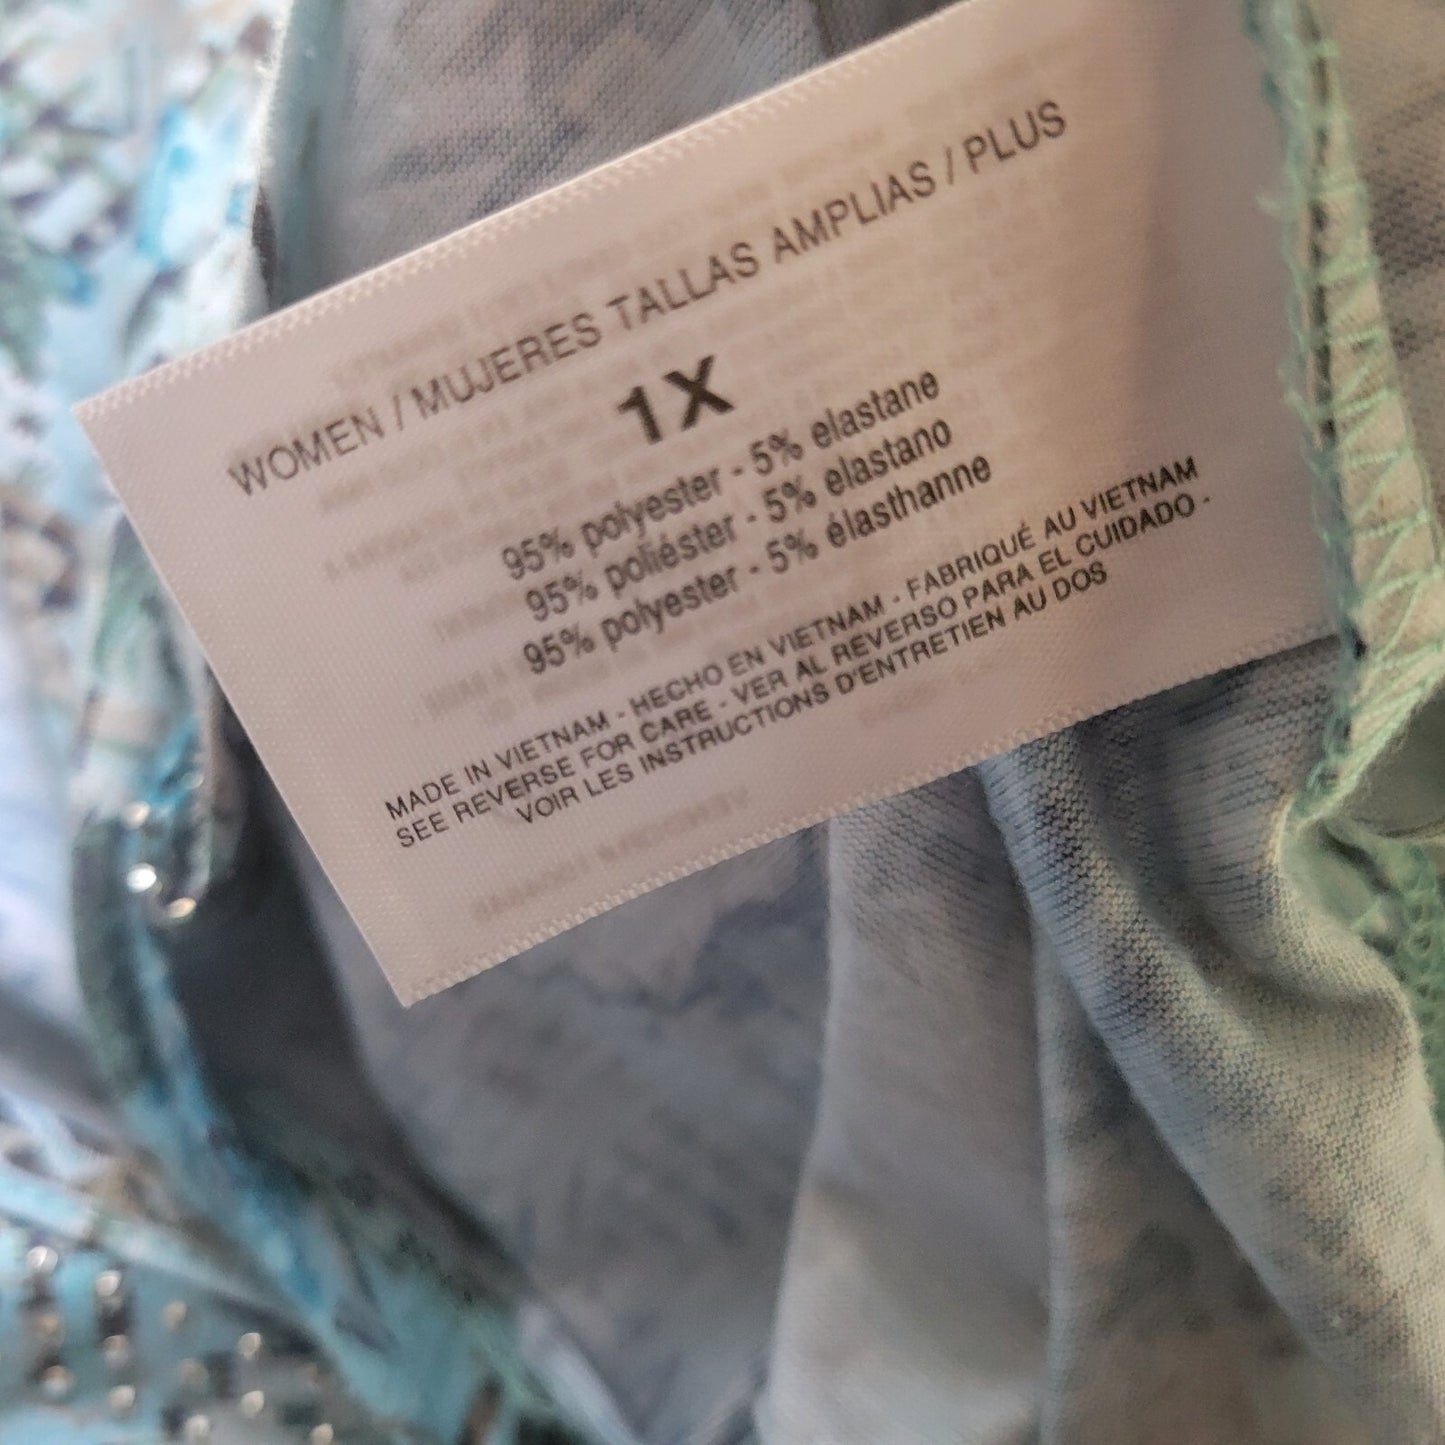 WOMEN / MUJERES TALLAS AMPLIAS / PLUS
1X
95% polyester - 5% elastane
95% poliéster - 5% elastano
95% polyester - 5% élasthanne
MADE IN VIETNAM - HECHO EN VIETNAM - FABRIQUÉ AU VIETNAM
SEE REVERSE FOR CARE - VER AL REVERSO PARA EL CUIDADO -
VOIR LES INSTRUCTIONS D'ENTRETIEN AU DOS